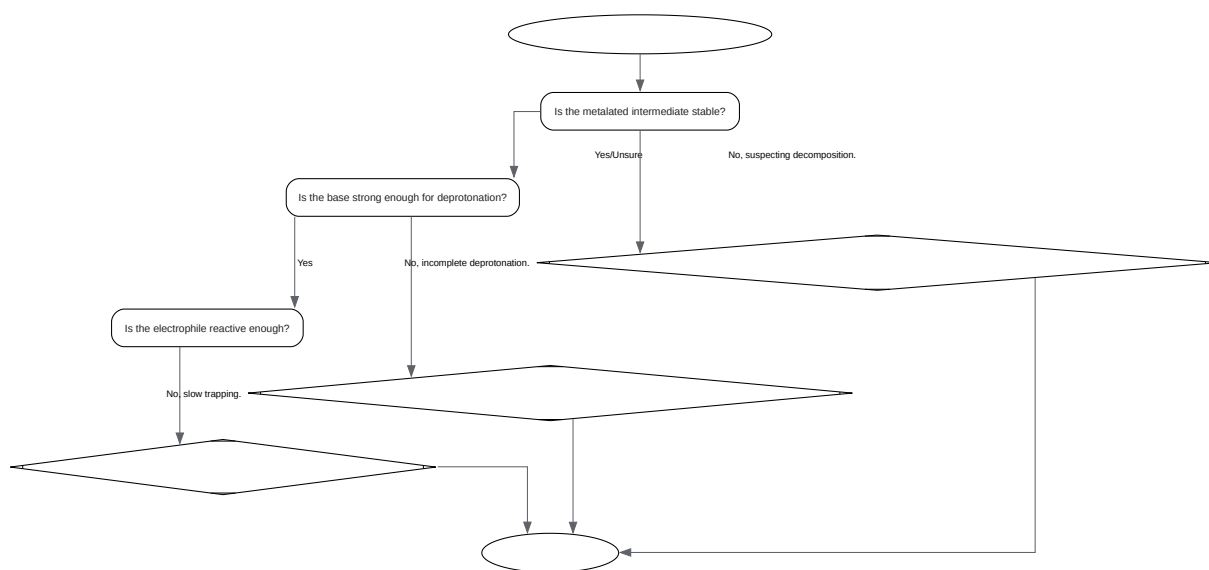 Is the metalated intermediate stable?
Yes/Unsure
No, suspecting decomposition.
Is the base strong enough for deprotonation?
Yes
No, incomplete deprotonation.
Is the electrophile reactive enough?
No, slow trapping.